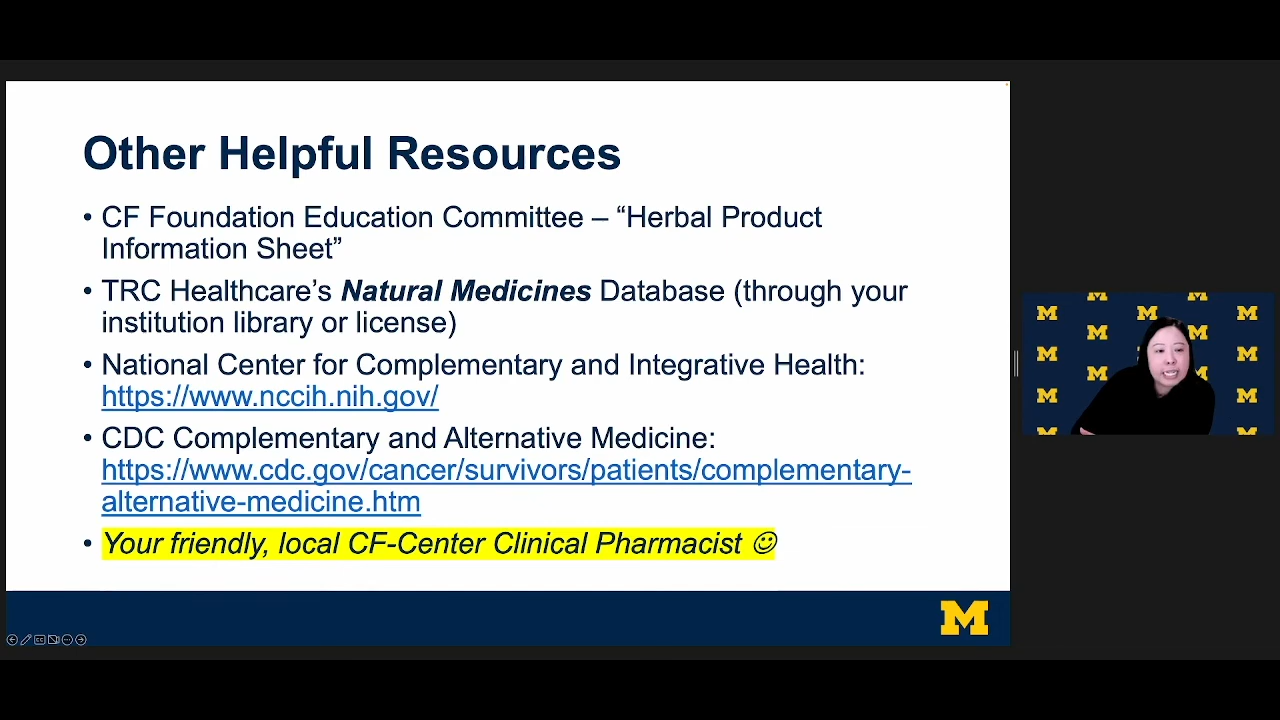 Other Helpful Resources
• CF Foundation Education Committee – “Herbal Product
Information Sheet”
• TRC Healthcare’s Natural Medicines Database (through your
institution library or license)
• National Center for Complementary and Integrative Health:
https://www.nccih.nih.gov/
• CDC Complementary and Alternative Medicine:
https://www.cdc.gov/cancer/survivors/patients/complementary-
alternative-medicine.htm
• Your friendly, local CF-Center Clinical Pharmacist ☺
M